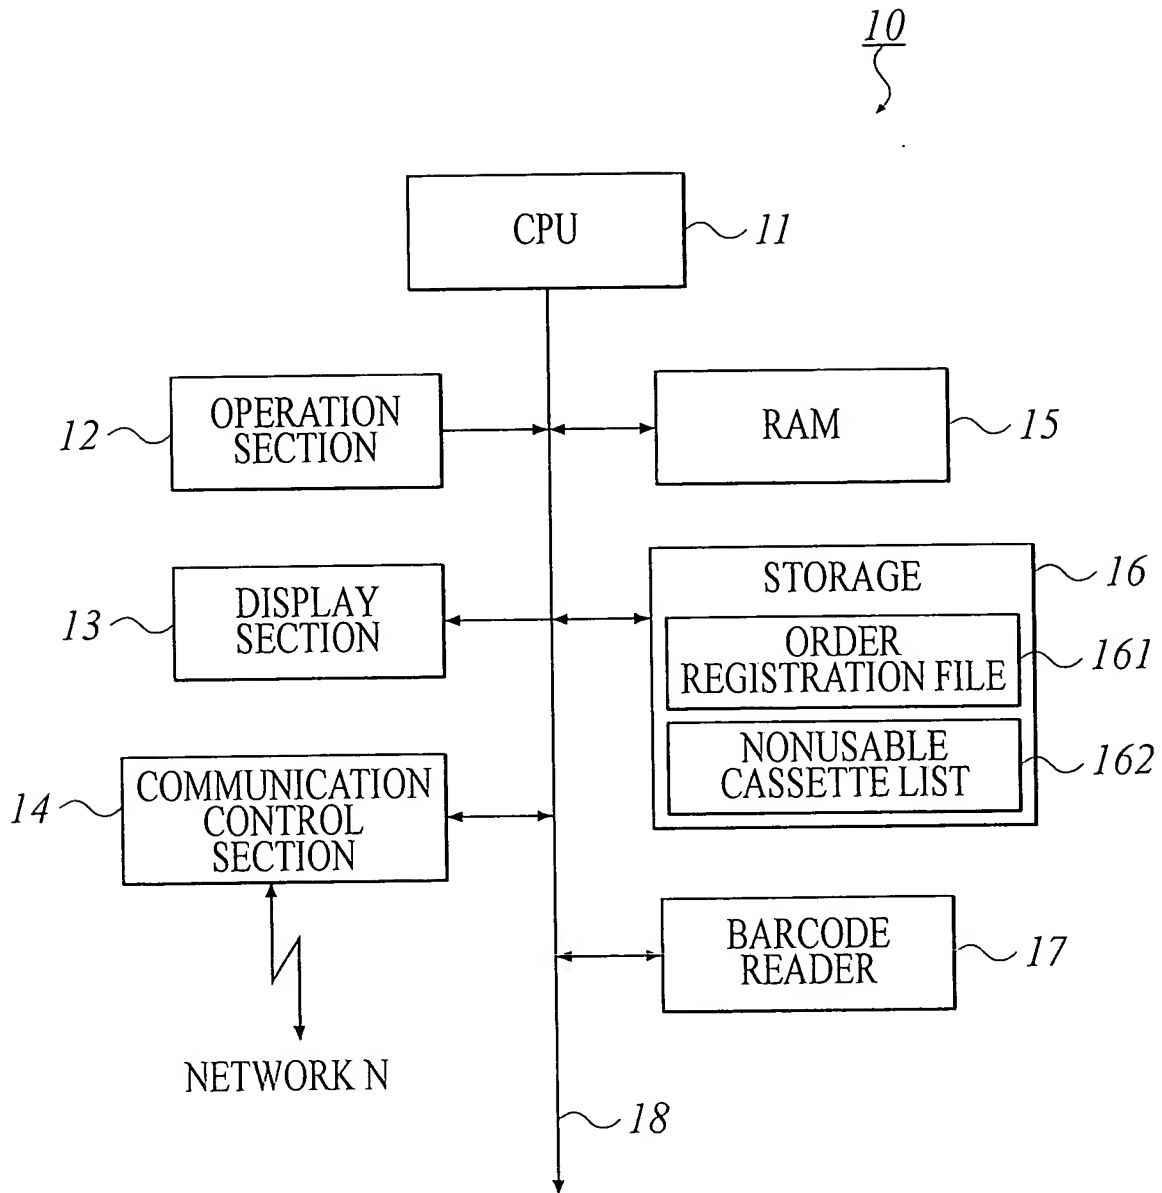 10
CPU
11
OPERATION
SECTION
12
RAM
15
DISPLAY
SECTION
13
STORAGE
16
ORDER
REGISTRATION FILE
161
NONUSABLE
CASSETTE LIST
162
COMMUNICATION
CONTROL
SECTION
14
BARCODE
READER
17
NETWORK N
18